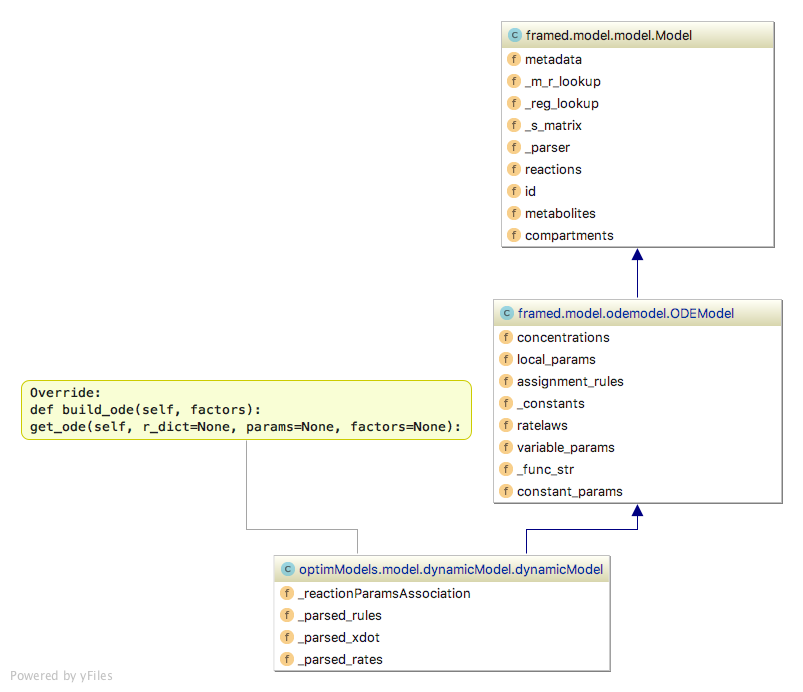 C framed.model.model.Model
f metadata
f _m_r_lookup
f _reg_lookup
f _s_matrix
f _parser
f reactions
f id
f metabolites
f compartments
C framed.model.odemodel.ODEModel
f concentrations
f local_params
f assignment_rules
f _constants
f ratelaws
f variable_params
f _func_str
f constant_params
Override:
def build_ode(self, factors):
get_ode(self, r_dict=None, params=None, factors=None):
C optimModels.model.dynamicModel.dynamicModel
f _reactionParamsAssociation
f _parsed_rules
f _parsed_xdot
f _parsed_rates
Powered by yFiles